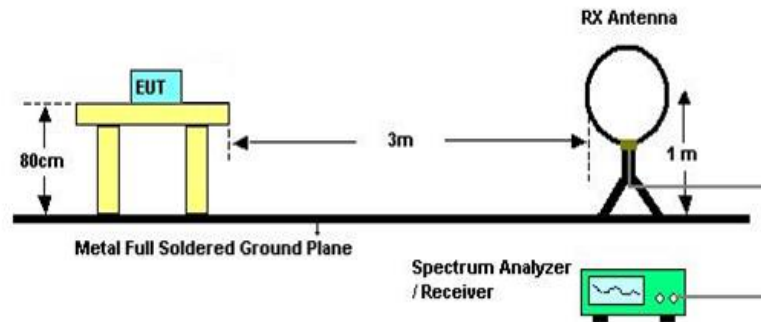 RX Antenna
EUT
3m
80cm
1 m
Metal Full Soldered Ground Plane
Spectrum Analyzer
/ Receiver